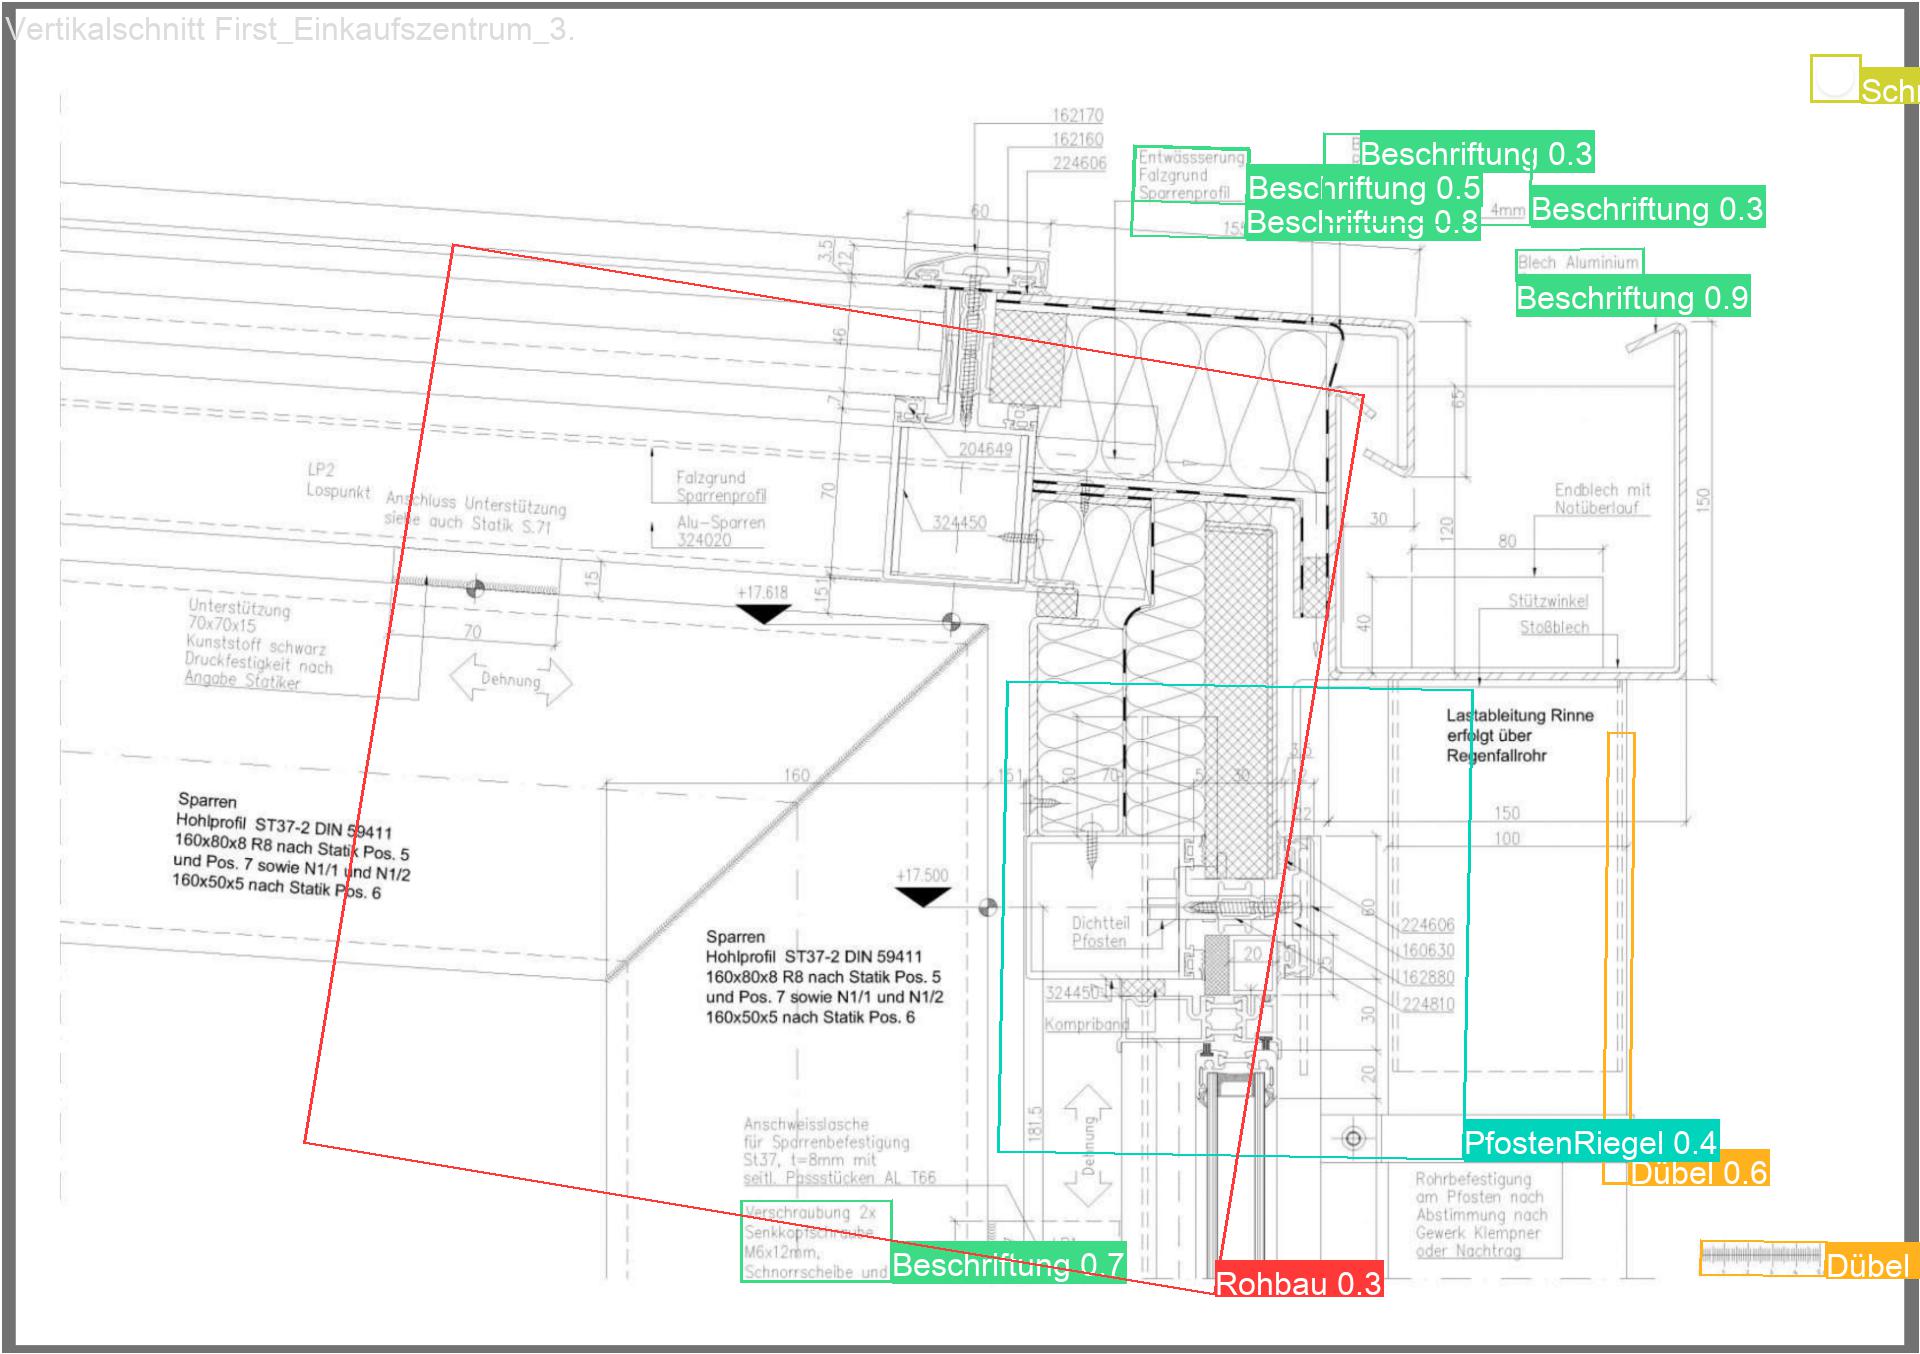 Vertikalschnitt First_Einkaufszentrum_3.
Schr
162170
162160
224606
Entwässserung
Falzgrund
Sparrenprofil
Beschriftung 0.3
Beschriftung 0.5
Beschriftung 0.8
4mm
Beschriftung 0.3
Blech Aluminium
Beschriftung 0.9
60
3,5
12
46
7
70
15
204649
324450
LP2
Lospunkt
Anschluss Unterstützung
siehe auch Statik S.71
Falzgrund
Sparrenprofil
Alu-Sparren
324020
65
30
120
150
Endblech mit
Notüberlauf
80
Stützwinkel
Stoßblech
40
15
70
+17.618
Unterstützung
70x70x15
Kunststoff schwarz
Druckfestigkeit nach
Angabe Statiker
Dehnung
Lastableitung Rinne
erfolgt über
Regenfallrohr
160
70
30
12
150
100
Sparren
Hohlprofil ST37-2 DIN 59411
160x80x8 R8 nach Statik Pos. 5
und Pos. 7 sowie N1/1 und N1/2
160x50x5 nach Statik Pos. 6
+17.500
Sparren
Hohlprofil ST37-2 DIN 59411
160x80x8 R8 nach Statik Pos. 5
und Pos. 7 sowie N1/1 und N1/2
160x50x5 nach Statik Pos. 6
Dichtteil
Pfosten
324450
Kompriband
20
25
60
30
20
224606
160630
162880
224810
181.5
Dehnung
Anschweisslasche
für Sparrenbefestigung
St37, t=8mm mit
seitl. Passstücken AL T66
Verschraubung 2x
Senkkopfschraube
M6x12mm,
Schnorrscheibe und
Beschriftung 0.7
Rohbau 0.3
PfostenRiegel 0.4
Dübel 0.6
Rohrbefestigung
am Pfosten nach
Abstimmung nach
Gewerk Klempner
oder Nachtrag
Dübel